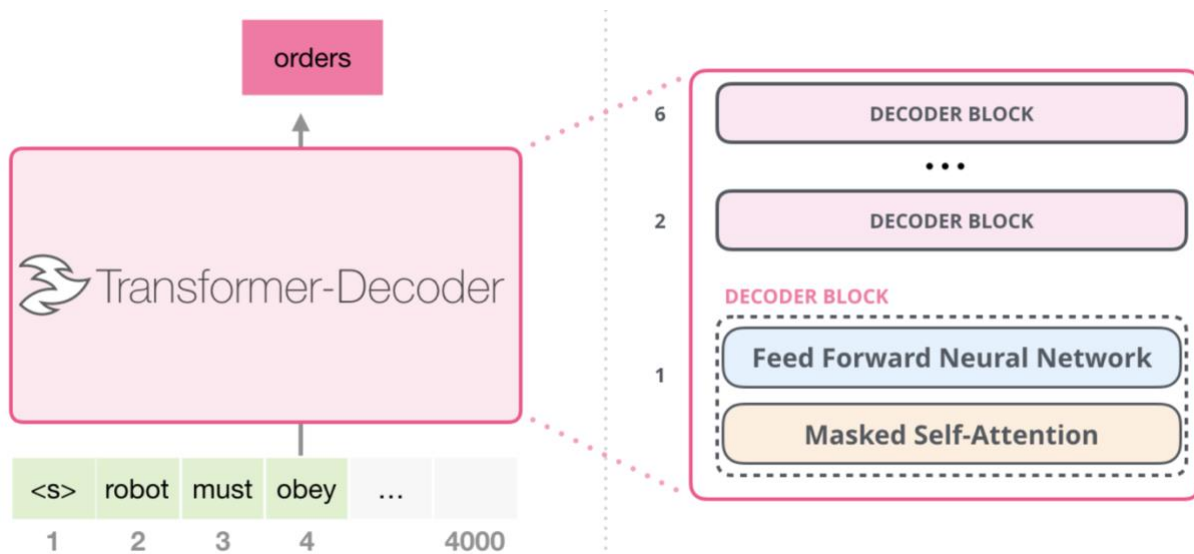 orders
Transformer-Decoder
<s> robot must obey ...
1 2 3 4 4000
6 DECODER BLOCK
...
2 DECODER BLOCK
DECODER BLOCK
Feed Forward Neural Network
1
Masked Self-Attention